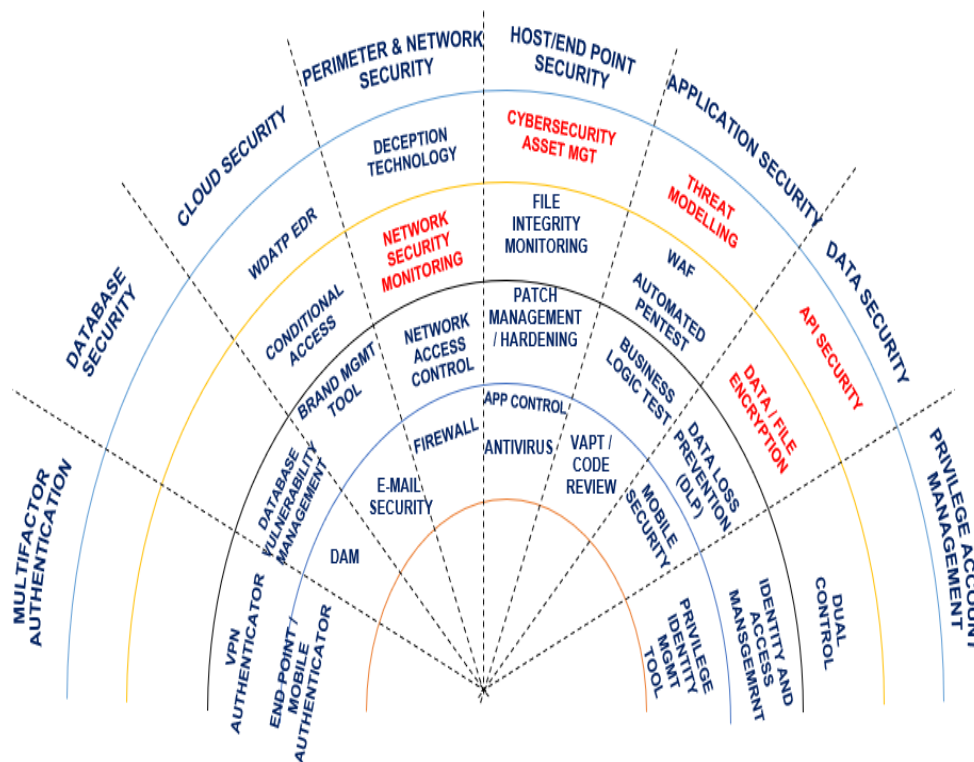 MULTIFACTOR
AUTHENTICATION
DATABASE
SECURITY
CLOUD SECURITY
PERIMETER & NETWORK
SECURITY
HOST/END POINT
SECURITY
APPLICATION SECURITY
DATA SECURITY
PRIVILEGE ACCOUNT
MANAGEMENT
WDATP EDR
DECEPTION
TECHNOLOGY
CYBERSECURITY
ASSET MGT
THREAT
MODELLING
API SECURITY
CONDITIONAL
ACCESS
NETWORK
SECURITY
MONITORING
FILE
INTEGRITY
MONITORING
WAF
AUTOMATED
PENTEST
DATA / FILE
ENCRYPTION
DUAL
CONTROL
VPN
AUTHENTICATOR
DATABASE
VULNERABILITY
MANAGEMENT
BRAND MGMT
TOOL
NETWORK
ACCESS
CONTROL
PATCH
MANAGEMENT
/ HARDENING
BUSINESS
LOGIC TEST
DATA LOSS
PREVENTION
(DLP)
IDENTITY AND
ACCESS
MANSGEMRNT
END POINT /
MOBILE
AUTHENTICATOR
DAM
E-MAIL
SECURITY
FIREWALL
APP CONTROL
ANTIVIRUS
VAPT /
CODE
REVIEW
MOBILE
SECURITY
PRIVILEGE
IDENTITY
MGMT
TOOL